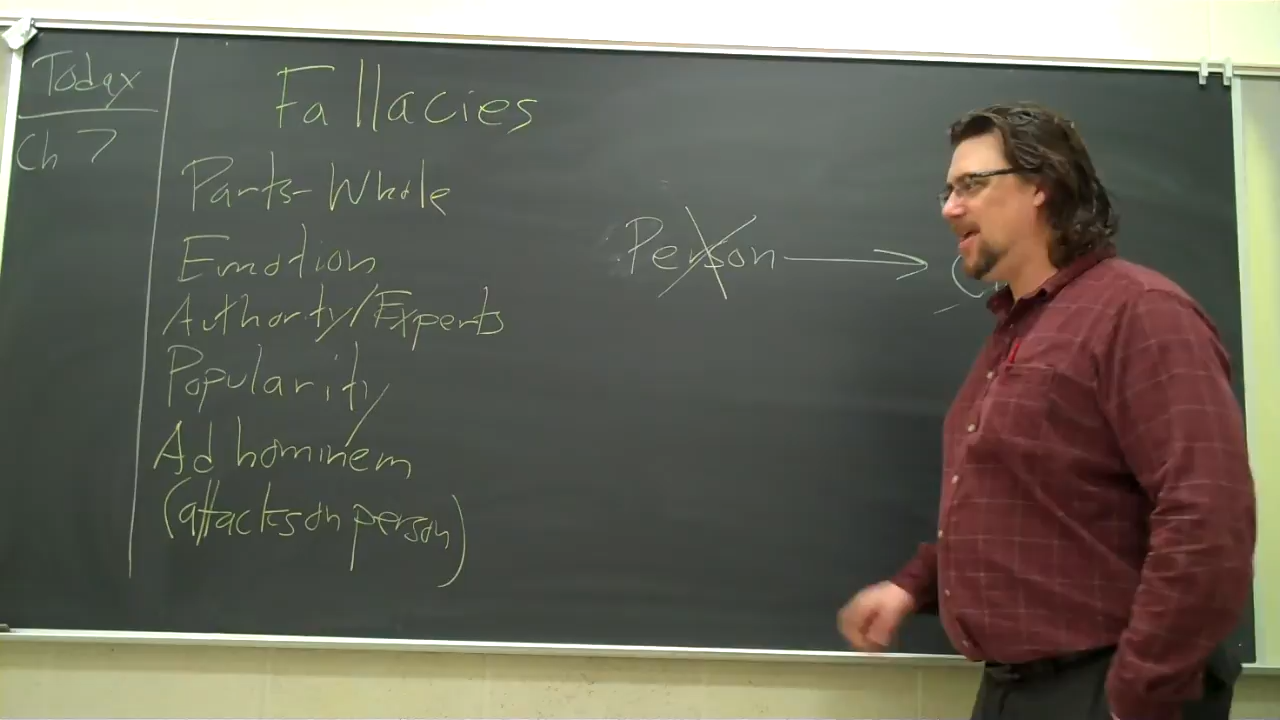 Today
Ch 7
Fallacies
Parts-Whole
Emotion
Authority/Experts
Popularity
Ad hominem
(attacks on person)
Person